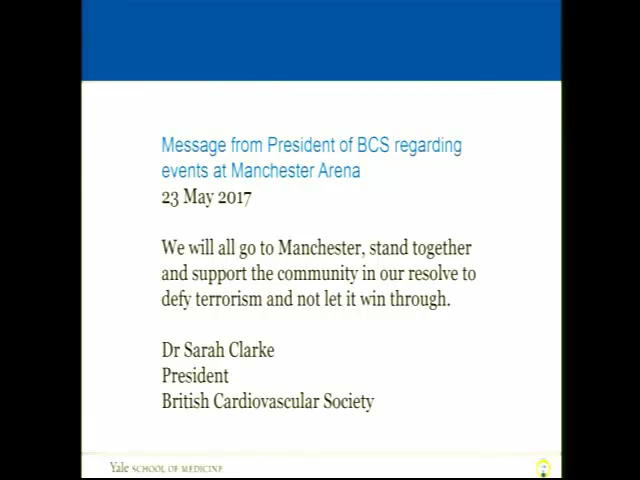 Message from President of BCS regarding
events at Manchester Arena
23 May 2017
We will all go to Manchester, stand together
and support the community in our resolve to
defy terrorism and not let it win through.
Dr Sarah Clarke
President
British Cardiovascular Society
Yale SCHOOL OF MEDICINE